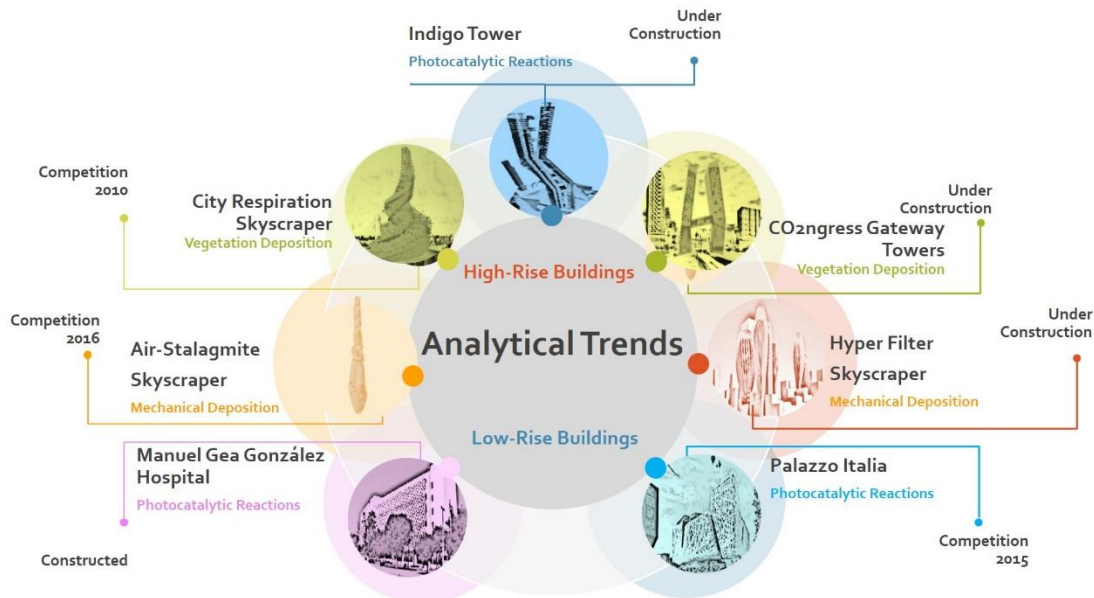 Indigo Tower
Photocatalytic Reactions
Under
Construction
Competition
2010
City Respiration
Skyscraper
Vegetation Deposition
Under
Construction
CO2ngress Gateway
Towers
Vegetation Deposition
High-Rise Buildings
Competition
2016
Air-Stalagmite
Skyscraper
Mechanical Deposition
Analytical Trends
Hyper Filter
Skyscraper
Mechanical Deposition
Under
Construction
Low-Rise Buildings
Manuel Gea González
Hospital
Photocatalytic Reactions
Constructed
Palazzo Italia
Photocatalytic Reactions
Competition
2015